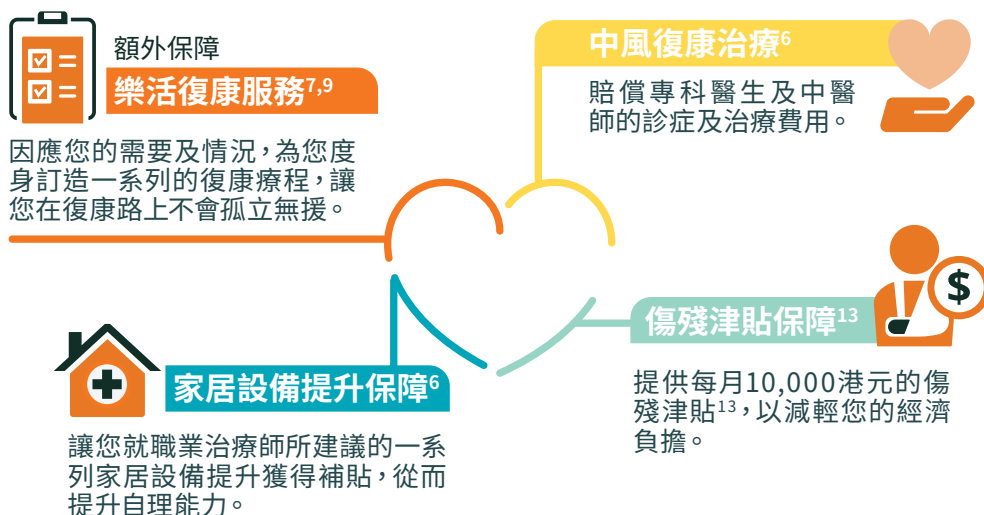 額外保障
樂活復康服務7,9
因應您的需要及情況，為您度
身訂造一系列的復康療程，讓
您在復康路上不會孤立無援。
中風復康治療6
賠償專科醫生及中醫
師的診症及治療費用。
家居設備提升保障6
讓您就職業治療師所建議的一系
列家居設備提升獲得補貼，從而
提升自理能力。
$
傷殘津貼保障13
提供每月10,000港元的傷
殘津貼13，以減輕您的經濟
負擔。